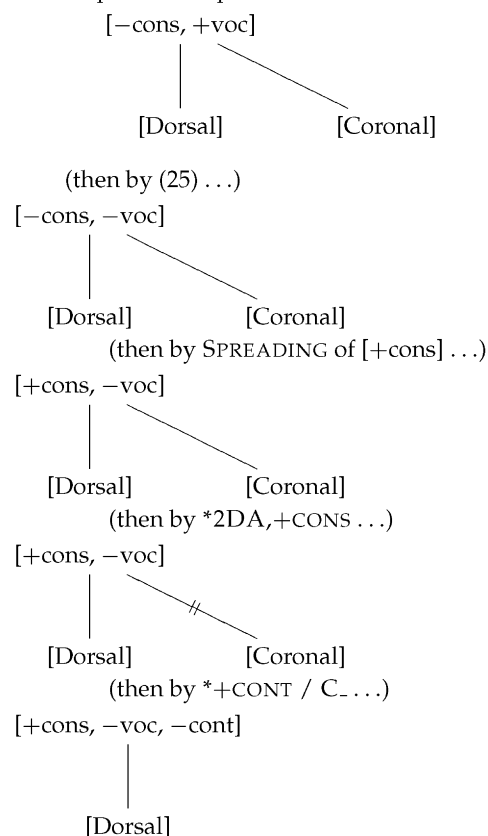 [−cons, +voc]
[Dorsal] [Coronal]
(then by (25) . . .)
[−cons, −voc]
[Dorsal] [Coronal]
(then by SPREADING of [+cons] . . .)
[+cons, −voc]
[Dorsal] [Coronal]
(then by *2DA,+CONS . . .)
[+cons, −voc]
[Dorsal] [Coronal]
(then by *+CONT / C_ . . .)
[+cons, −voc, −cont]
[Dorsal]